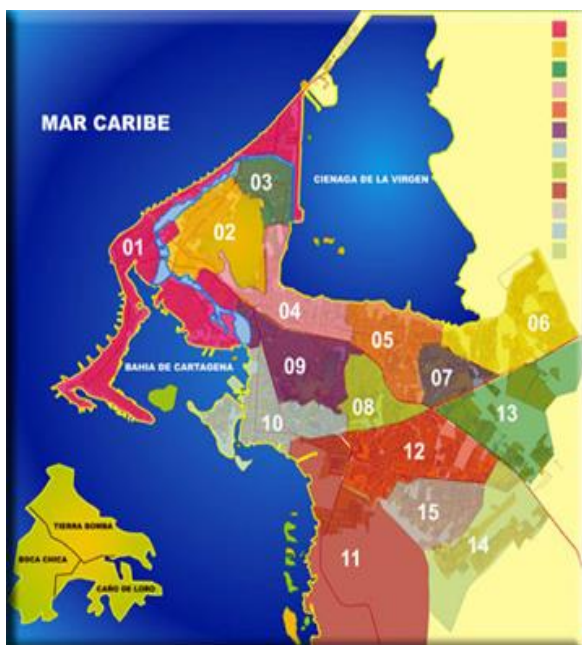 MAR CARIBE
CIENAGA DE LA VIRGEN
03
02
01
04
05
06
BAHIA DE CARTAGENA
09
07
08
13
10
12
15
14
11
TIERRA BOMBA
BOCA CHICA
CAÑO DE LORO